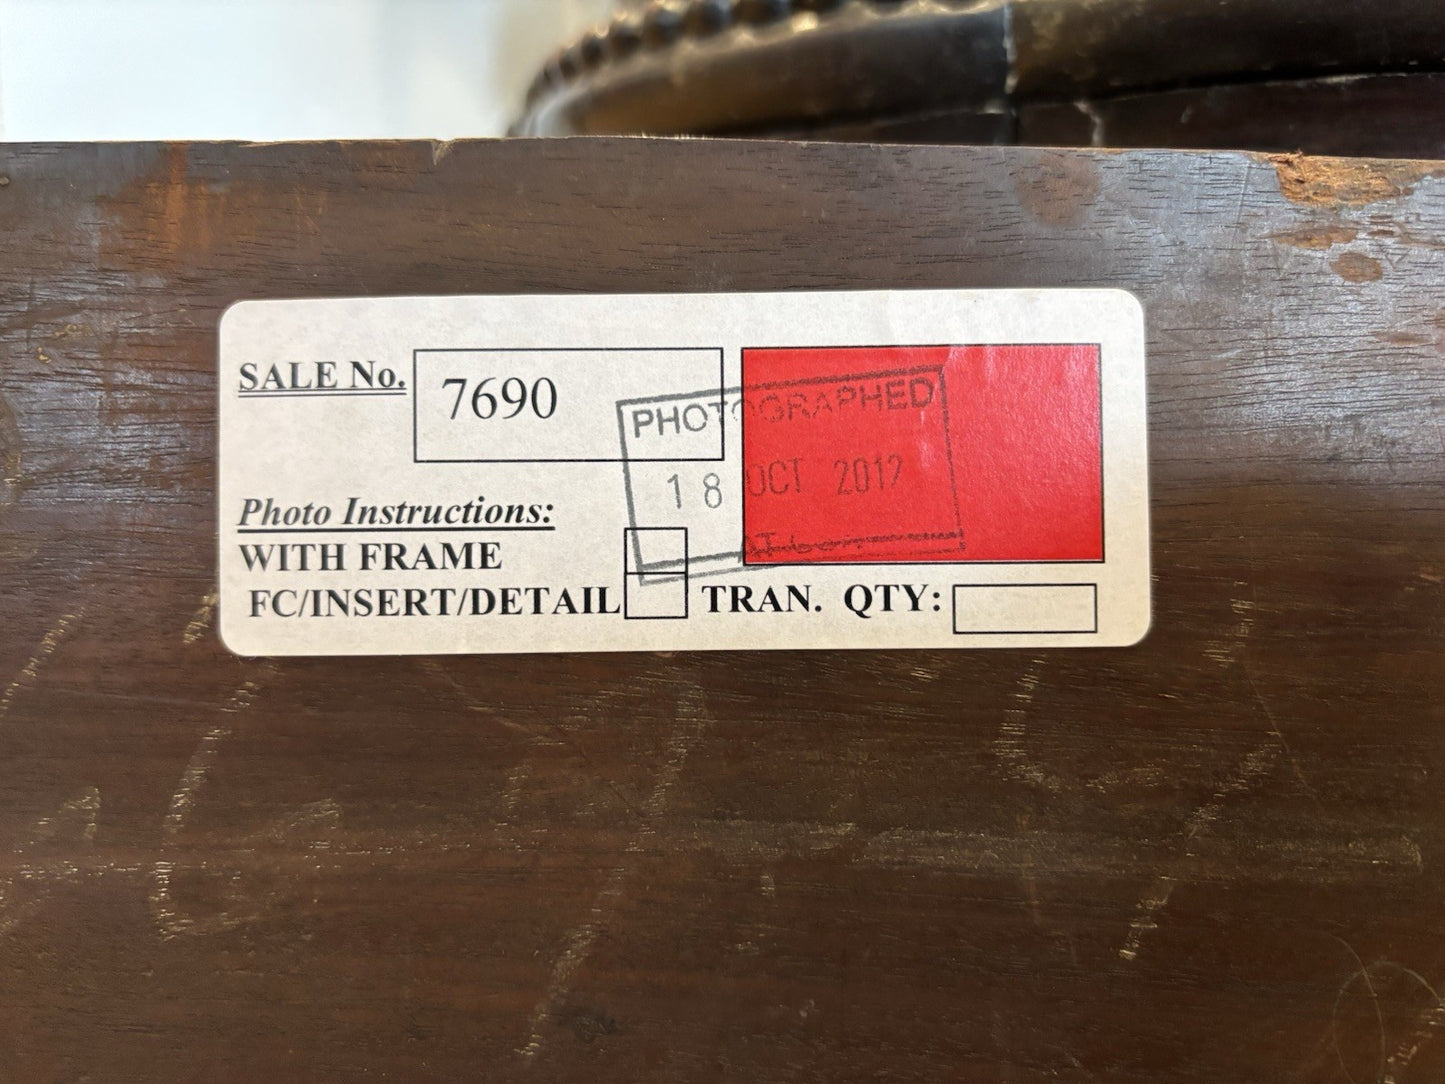 SALE No. 7690
PHOTOGRAPHED
18 OCT 2012
Photo Instructions:
WITH FRAME
FC/INSERT/DETAIL TRAN. QTY: